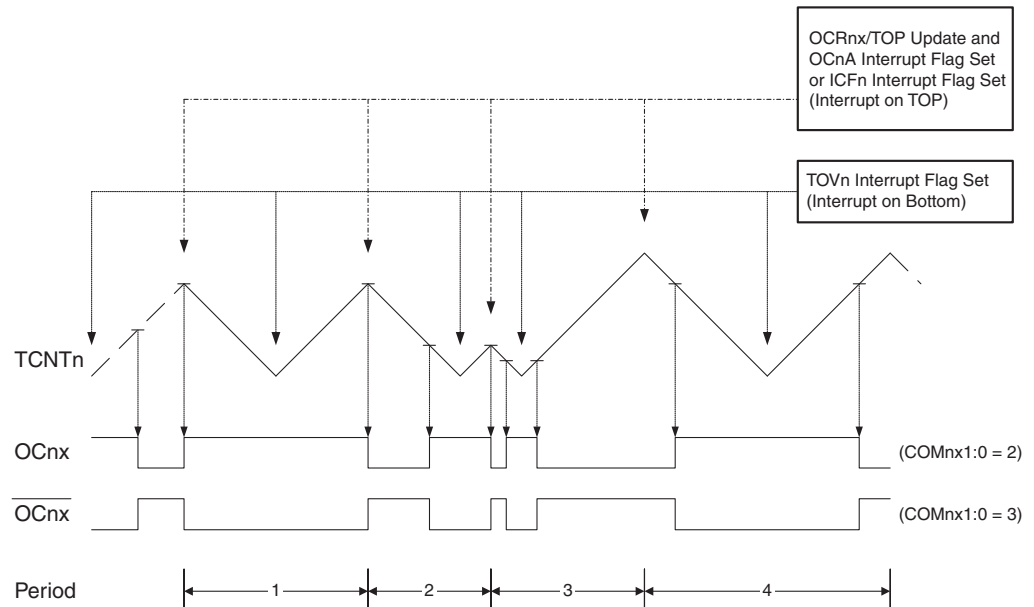 OCRnx/TOP Update and
OCnA Interrupt Flag Set
or ICFn Interrupt Flag Set
(Interrupt on TOP)
TOVn Interrupt Flag Set
(Interrupt on Bottom)
TCNTn
OCnx
(COMnx1:0 = 2)
OCnx
(COMnx1:0 = 3)
Period 1 2 3 4